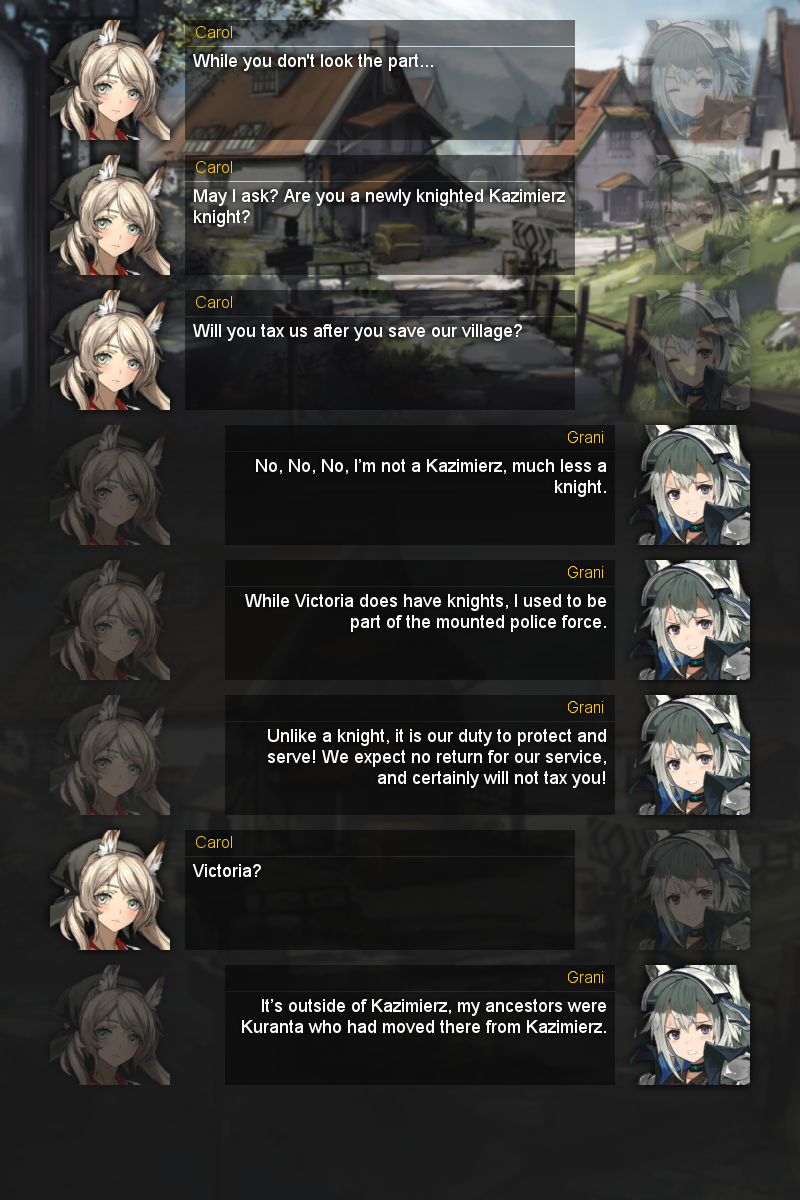 Carol
While you don't look the part...
Carol
May I ask? Are you a newly knighted Kazimierz
knight?
Carol
Will you tax us after you save our village?
Grani
No, No, No, I'm not a Kazimierz, much less a
knight.
Grani
While Victoria does have knights, I used to be
part of the mounted police force.
Grani
Unlike a knight, it is our duty to protect and
serve! We expect no return for our service,
and certainly will not tax you!
Carol
Victoria?
Grani
It’s outside of Kazimierz, my ancestors were
Kuranta who had moved there from Kazimierz.